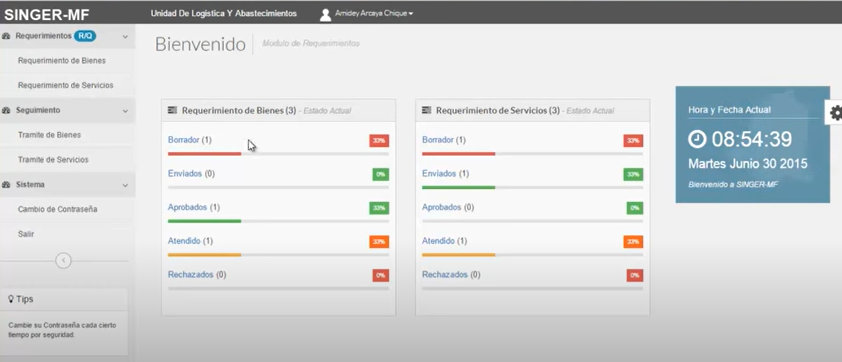 SINGER-MF
Unidad De Logistica Y Abastecimientos
Amidey Arcaya Chique
Requerimientos R/Q
Requerimiento de Bienes
Requerimiento de Servicios
Seguimiento
Tramite de Bienes
Tramite de Servicios
Sistema
Cambio de Contraseña
Salir
Tips
Cambie su Contraseña cada cierto
tiempo por seguridad.
Bienvenido
Modulo de Requerimientos
Requerimiento de Bienes (3) - Estado Actual
Borrador (1) 33%
Enviados (0) 0%
Aprobados (1) 33%
Atendido (1) 33%
Rechazados (0) 0%
Requerimiento de Servicios (3) - Estado Actual
Borrador (1) 33%
Enviados (1) 33%
Aprobados (0) 0%
Atendido (1) 33%
Rechazados (0) 0%
Hora y Fecha Actual
08:54:39
Martes Junio 30 2015
Bienvenido a SINGER-MF